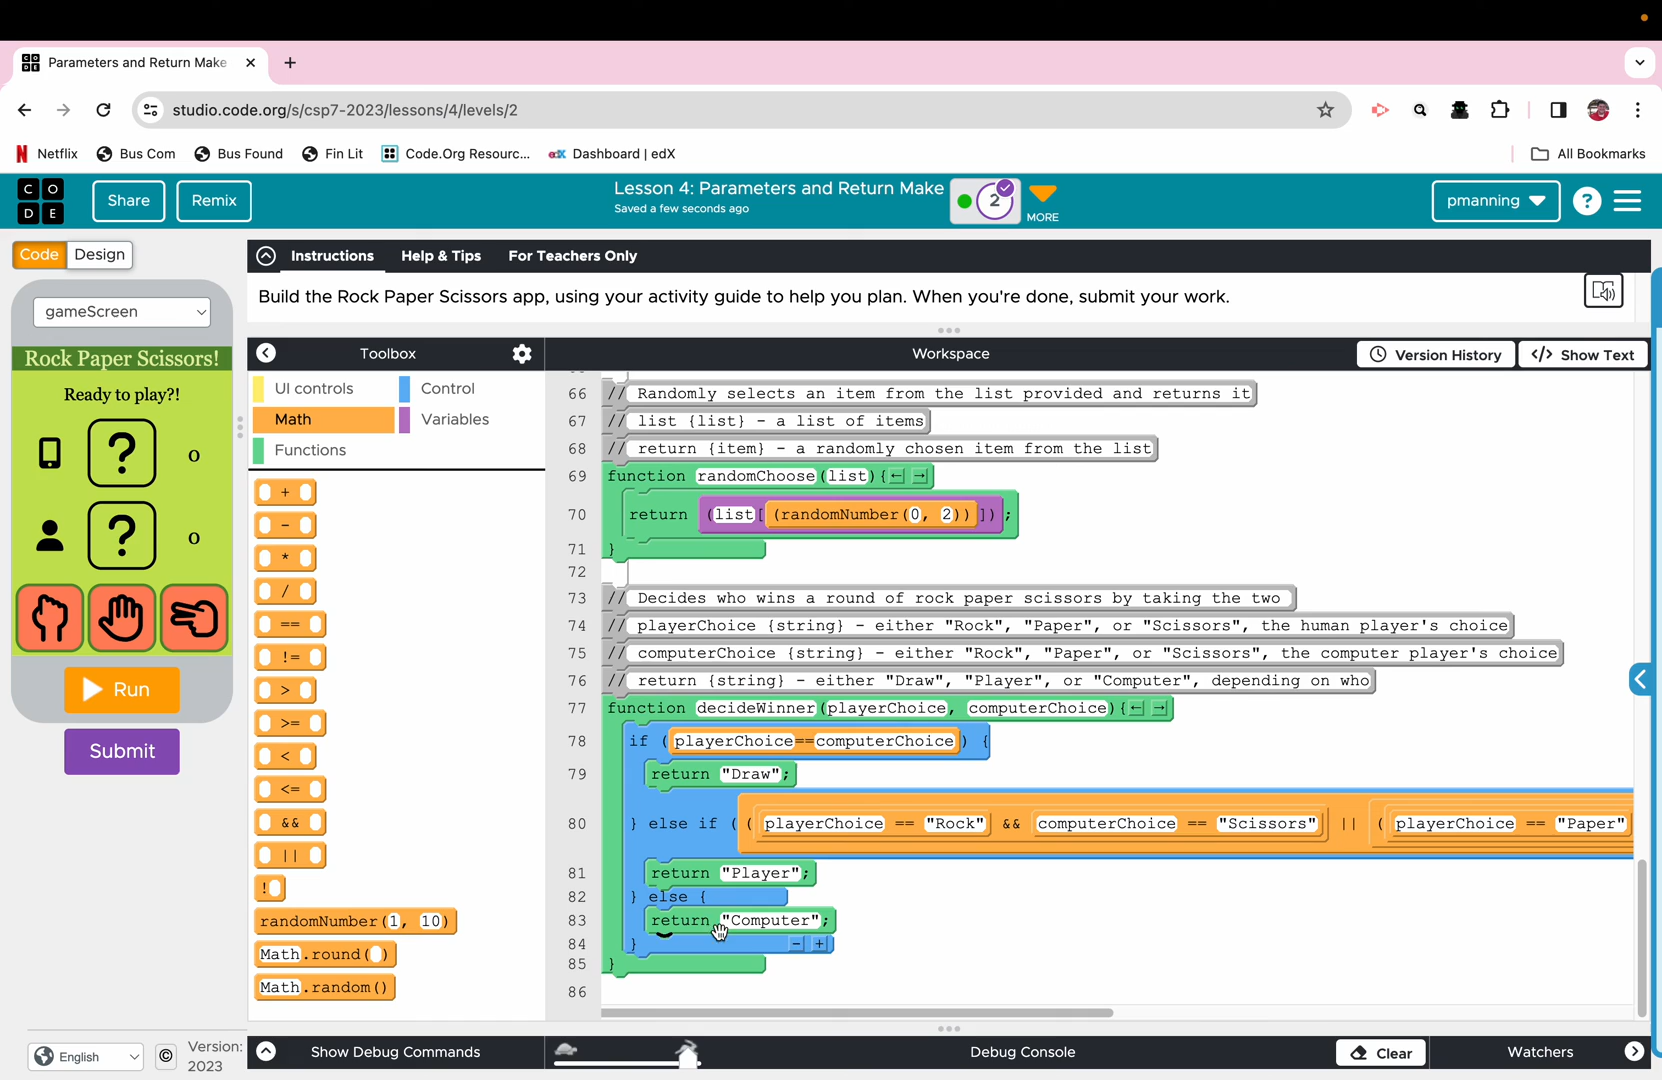 Parameters and Return Make
studio.code.org/s/csp7-2023/lessons/4/levels/2
Netflix Bus Com Bus Found Fin Lit Code.Org Resourc... Dashboard | edX All Bookmarks
C O D E
Share
Remix
Lesson 4: Parameters and Return Make
Saved a few seconds ago
2
MORE
pmanning
?
Code
Design
Instructions
Help & Tips
For Teachers Only
Build the Rock Paper Scissors app, using your activity guide to help you plan. When you're done, submit your work.
gameScreen
Rock Paper Scissors!
Ready to play?!
? 0
? 0
Run
Submit
Toolbox
Workspace
Version History
Show Text
UI controls
Control
Math
Variables
Functions
+
-
*
/
==
!=
>
>=
<
<=
&&
||
!
randomNumber(1, 10)
Math.round( )
Math.random()
66 // Randomly selects an item from the list provided and returns it
67 // list {list} - a list of items
68 // return {item} - a randomly chosen item from the list
69 function randomChoose(list){ ← →
70 return (list[(randomNumber(0, 2))]);
71 }
72
73 // Decides who wins a round of rock paper scissors by taking the two
74 // playerChoice {string} - either "Rock", "Paper", or "Scissors", the human player's choice
75 // computerChoice {string} - either "Rock", "Paper", or "Scissors", the computer player's choice
76 // return {string} - either "Draw", "Player", or "Computer", depending on who
77 function decideWinner(playerChoice, computerChoice){ ← →
78 if (playerChoice==computerChoice) {
79 return "Draw";
80 } else if ((playerChoice == "Rock" && computerChoice == "Scissors" || (playerChoice == "Paper"
81 return "Player";
82 } else {
83 return "Computer";
84 } - +
85 }
86
English
©
Version: 2023
Show Debug Commands
Debug Console
Clear
Watchers